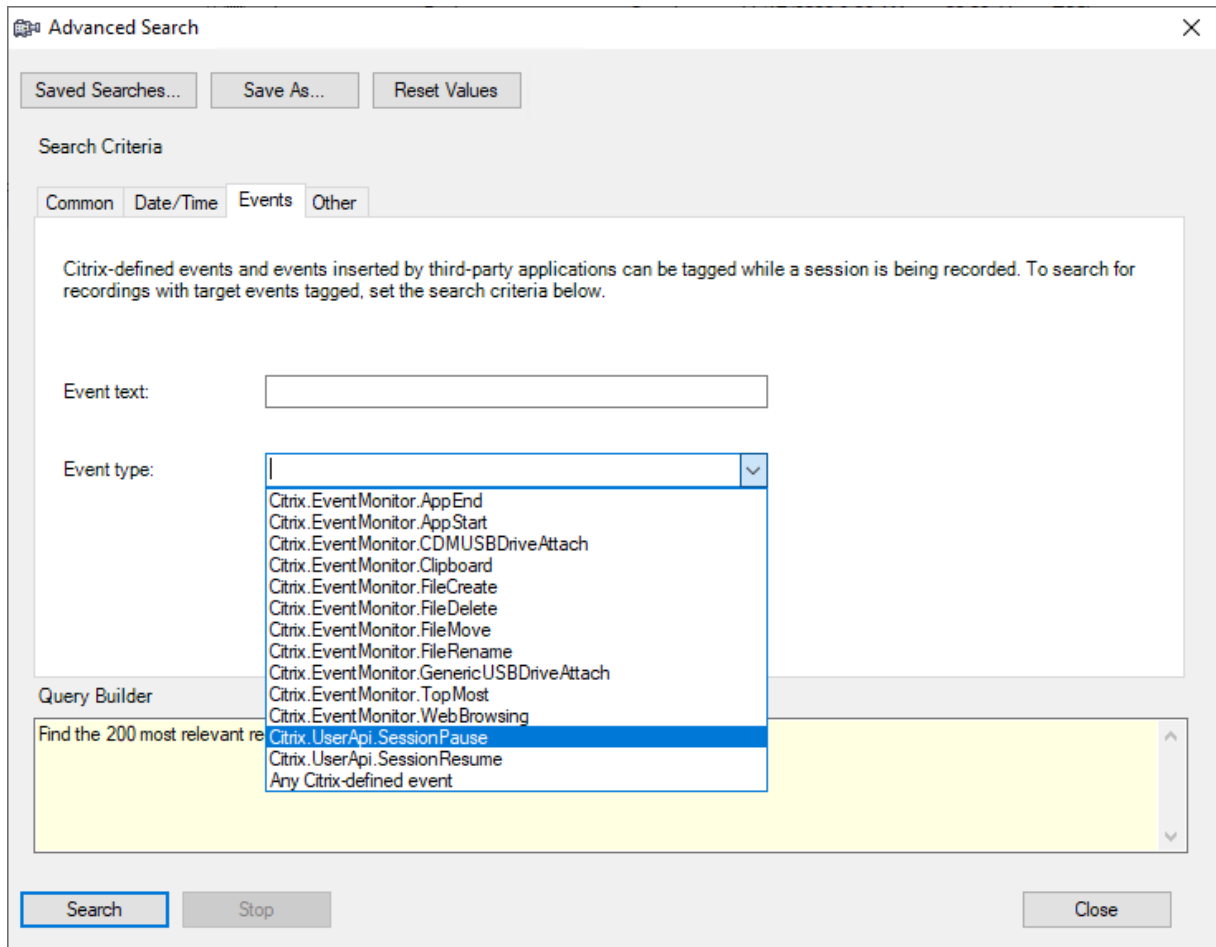 Advanced Search
Saved Searches...
Save As...
Reset Values
Search Criteria
Common
Date/Time
Events
Other
Citrix-defined events and events inserted by third-party applications can be tagged while a session is being recorded. To search for
recordings with target events tagged, set the search criteria below.
Event text:
Event type:
Citrix.EventMonitor.AppEnd
Citrix.EventMonitor.AppStart
Citrix.EventMonitor.CDMUSBDriveAttach
Citrix.EventMonitor.Clipboard
Citrix.EventMonitor.FileCreate
Citrix.EventMonitor.FileDelete
Citrix.EventMonitor.FileMove
Citrix.EventMonitor.FileRename
Citrix.EventMonitor.GenericUSBDriveAttach
Citrix.EventMonitor.TopMost
Citrix.EventMonitor.WebBrowsing
Citrix.UserApi.SessionPause
Citrix.UserApi.SessionResume
Any Citrix-defined event
Query Builder
Find the 200 most relevant re
Search
Stop
Close